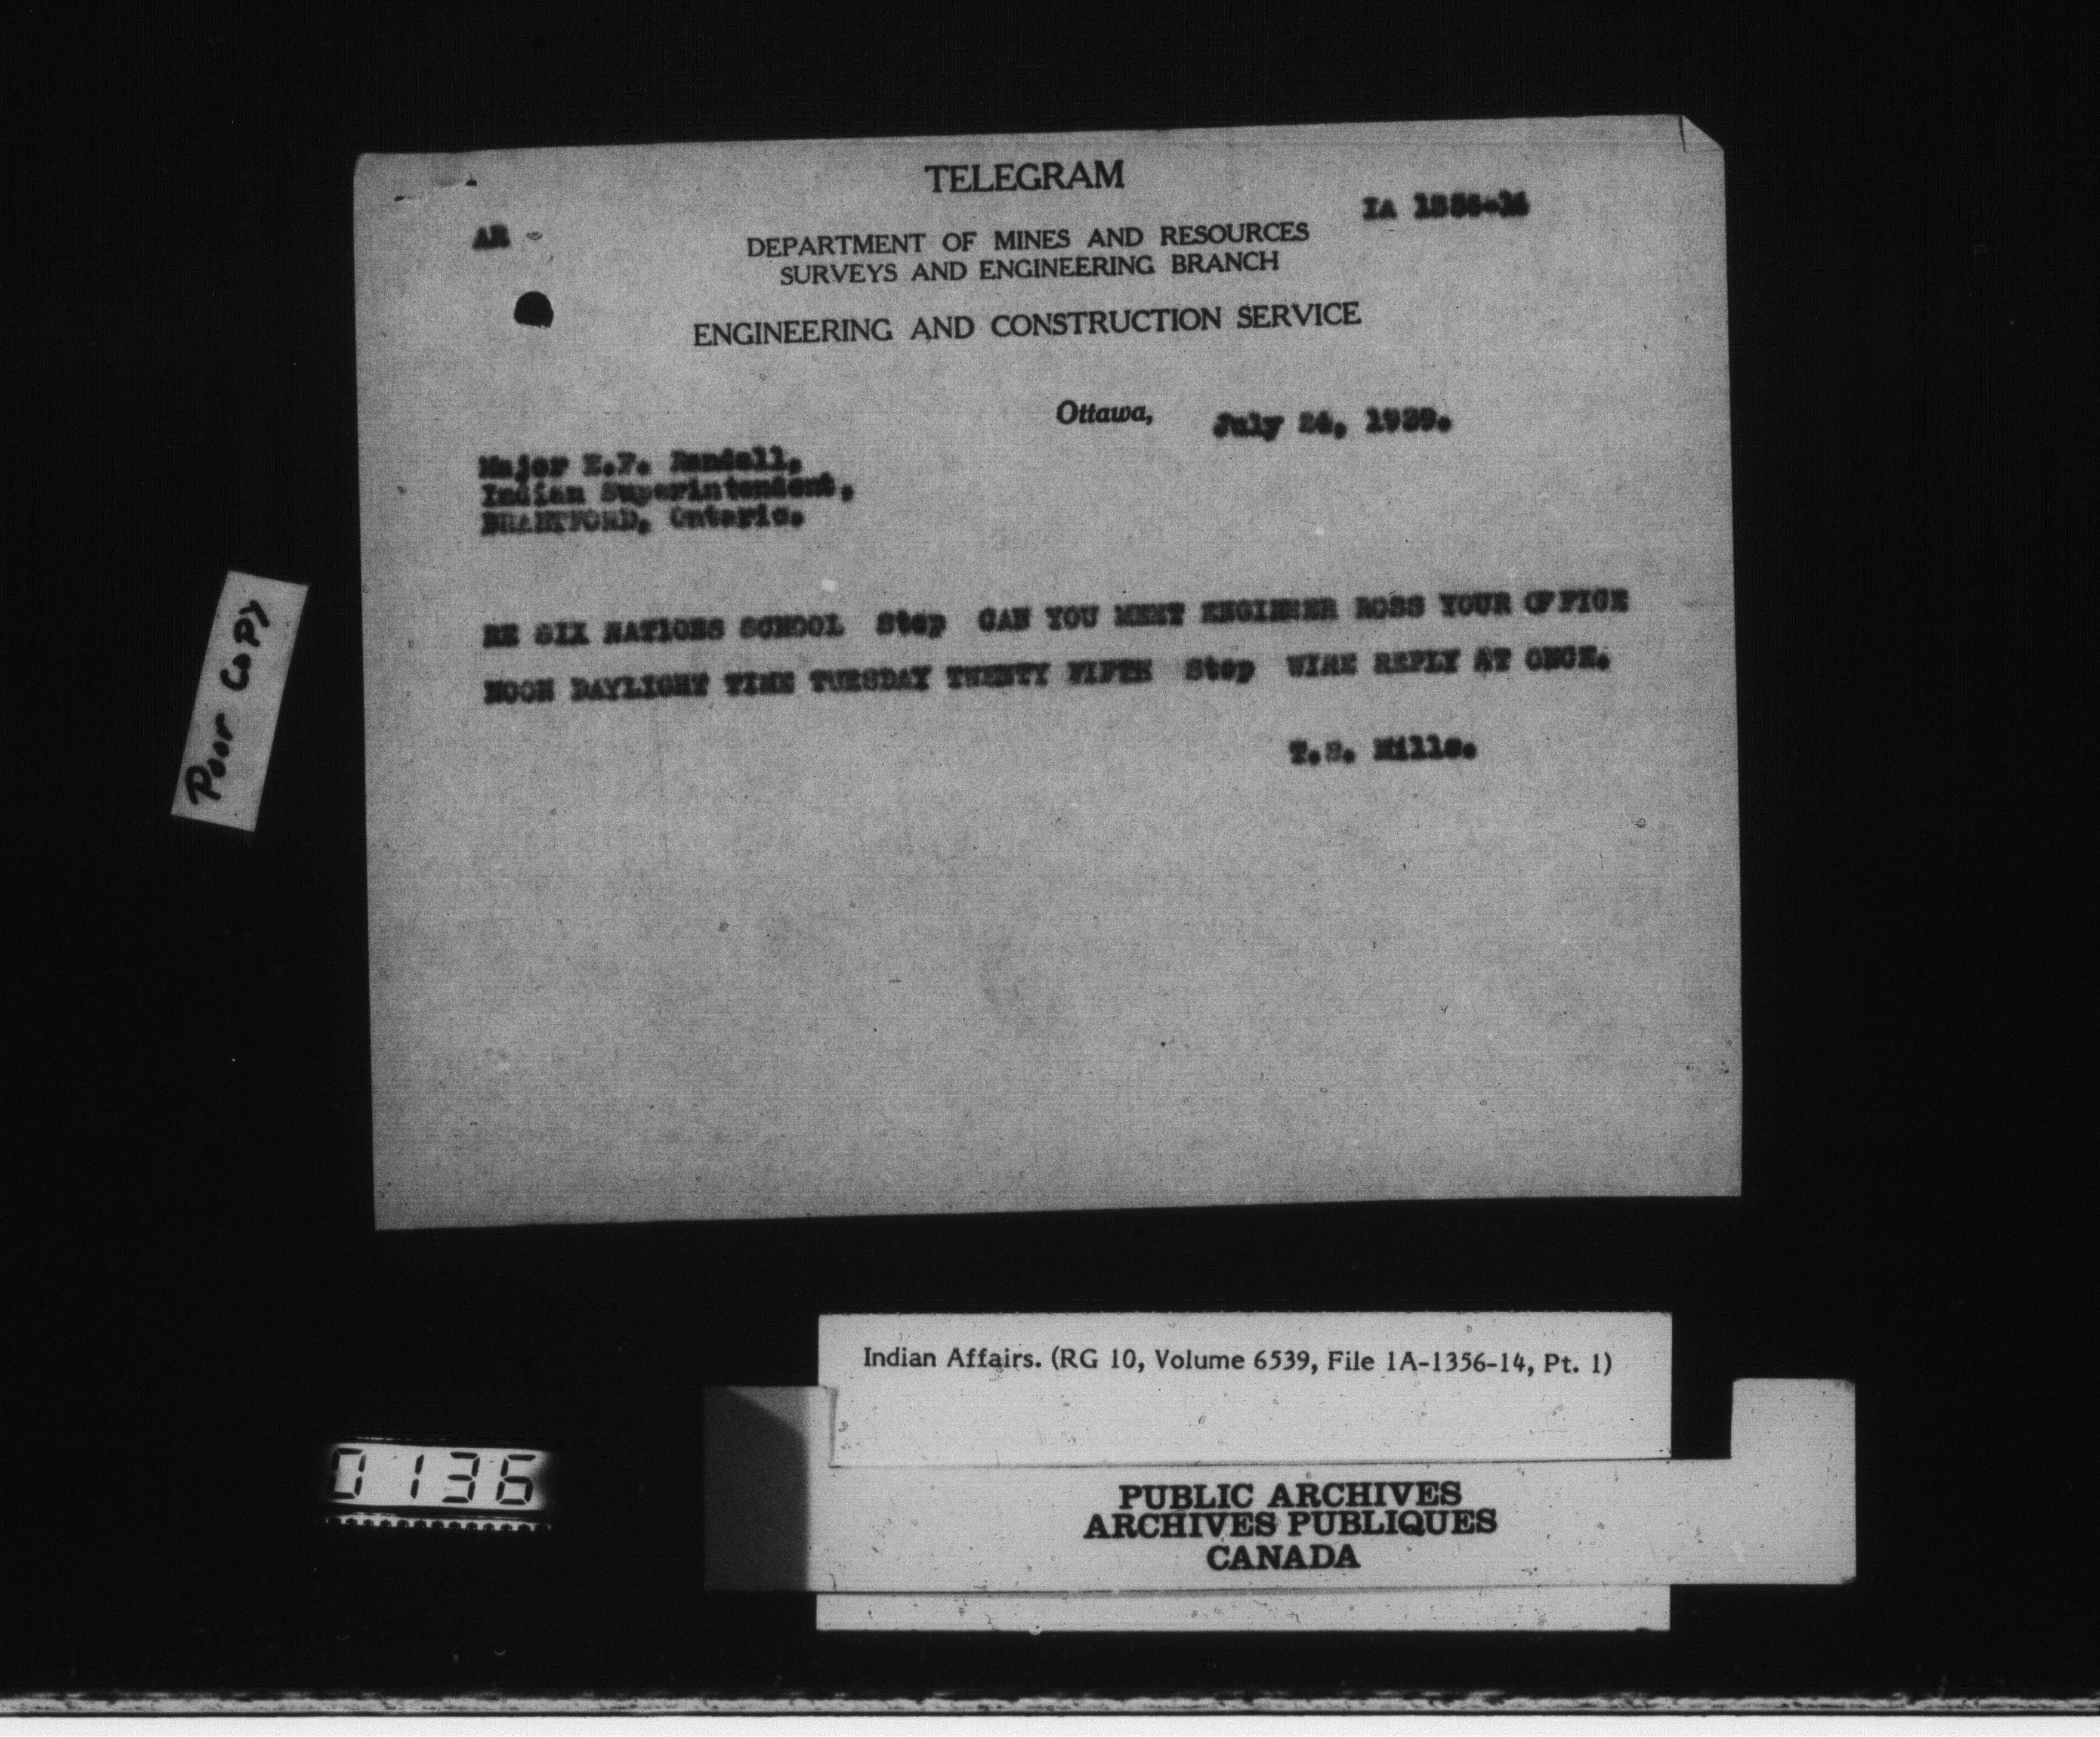 TELEGRAM
IA 1356-14
AR
DEPARTMENT OF MINES AND RESOURCES
SURVEYS AND ENGINEERING BRANCH
ENGINEERING AND CONSTRUCTION SERVICE
Ottawa, July 24, 1939.
Major E.P. Randall,
Indian Superintendent,
BRANTFORD, Ontario.
RE SIX NATIONS SCHOOL Stop CAN YOU MEET ENGINEER ROSS YOUR OFFICE
NOON DAYLIGHT TIME TUESDAY TWENTY FIFTH Stop WIRE REPLY AT ONCE.
T.S. Mills.
Poor Copy
Indian Affairs. (RG 10, Volume 6539, File 1A-1356-14, Pt. 1)
0136
PUBLIC ARCHIVES
ARCHIVES PUBLIQUES
CANADA